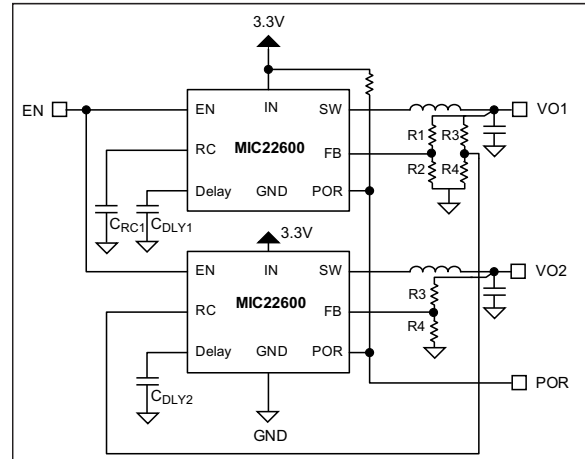 3.3V
EN
EN
IN
SW
VO1
MIC22600
R1
R3
RC
FB
R2
R4
Delay
GND
POR
CRC1
CDLY1
3.3V
EN
IN
SW
VO2
MIC22600
R3
RC
FB
R4
Delay
GND
POR
CDLY2
POR
GND